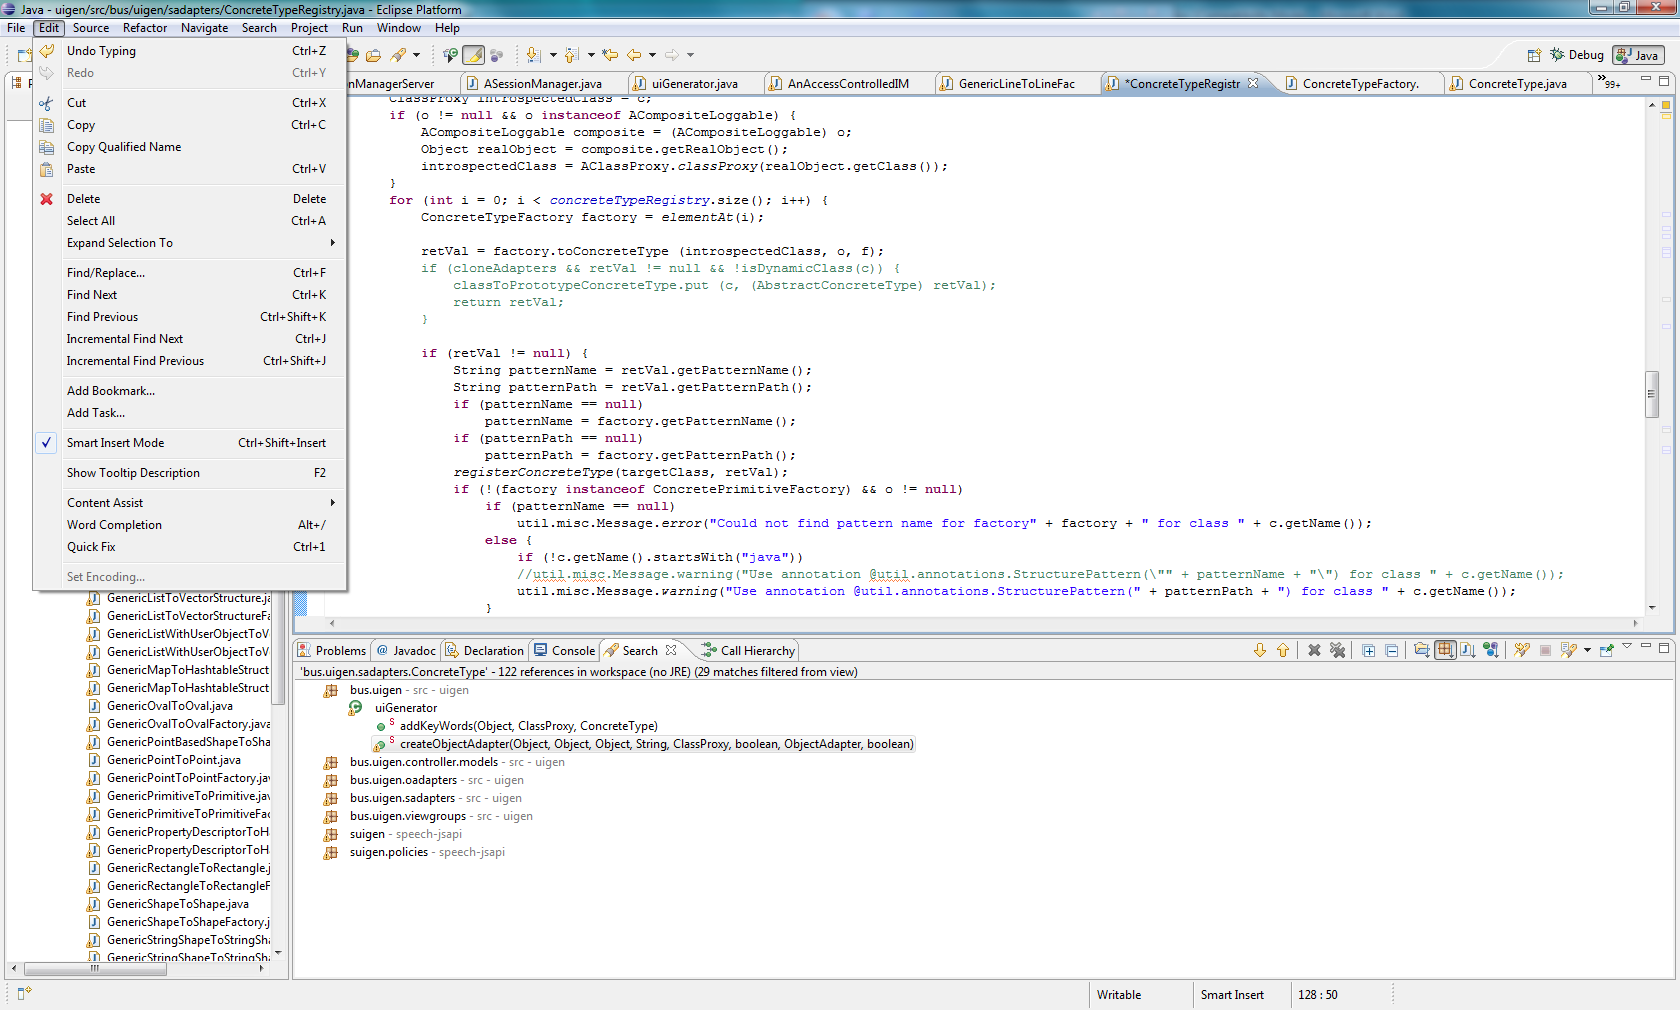 Java - uigen/src/bus/uigen/sadapters/ConcreteTypeRegistry.java - Eclipse Platform
File Edit Source Refactor Navigate Search Project Run Window Help
Debug Java
Undo Typing Ctrl+Z
Redo Ctrl+Y
Cut Ctrl+X
Copy Ctrl+C
Copy Qualified Name
Paste Ctrl+V
Delete Delete
Select All Ctrl+A
Expand Selection To
Find/Replace... Ctrl+F
Find Next Ctrl+K
Find Previous Ctrl+Shift+K
Incremental Find Next Ctrl+J
Incremental Find Previous Ctrl+Shift+J
Add Bookmark...
Add Task...
Smart Insert Mode Ctrl+Shift+Insert
Show Tooltip Description F2
Content Assist
Word Completion Alt+/
Quick Fix Ctrl+1
Set Encoding...
nManagerServer ASessionManager.java uiGenerator.java AnAccessControlledIM GenericLineToLineFac *ConcreteTypeRegistr ConcreteTypeFactory. ConcreteType.java 99+
ClassProxy introspectedClass = c;
if (o != null && o instanceof ACompositeLoggable) {
ACompositeLoggable composite = (ACompositeLoggable) o;
Object realObject = composite.getRealObject();
introspectedClass = AClassProxy.classProxy(realObject.getClass());
}
for (int i = 0; i < concreteTypeRegistry.size(); i++) {
ConcreteTypeFactory factory = elementAt(i);
retVal = factory.toConcreteType (introspectedClass, o, f);
if (cloneAdapters && retVal != null && !isDynamicClass(c)) {
classToPrototypeConcreteType.put (c, (AbstractConcreteType) retVal);
return retVal;
}
if (retVal != null) {
String patternName = retVal.getPatternName();
String patternPath = retVal.getPatternPath();
if (patternName == null)
patternName = factory.getPatternName();
if (patternPath == null)
patternPath = factory.getPatternPath();
registerConcreteType(targetClass, retVal);
if (!(factory instanceof ConcretePrimitiveFactory) && o != null)
if (patternName == null)
util.misc.Message.error("Could not find pattern name for factory" + factory + " for class " + c.getName());
else {
if (!c.getName().startsWith("java"))
//util.misc.Message.warning("Use annotation @util.annotations.StructurePattern(\"" + patternName + "\") for class " + c.getName());
util.misc.Message.warning("Use annotation @util.annotations.StructurePattern(" + patternPath + ") for class " + c.getName());
}
GenericListToVectorStructure.ja
GenericListToVectorStructureFa
GenericListWithUserObjectToV
GenericListWithUserObjectToV
GenericMapToHashtableStruct
GenericMapToHashtableStruct
GenericOvalToOval.java
GenericOvalToOvalFactory.java
GenericPointBasedShapeToSha
GenericPointToPoint.java
GenericPointToPointFactory.jav
GenericPrimitiveToPrimitive.jav
GenericPrimitiveToPrimitiveFac
GenericPropertyDescriptorToH
GenericPropertyDescriptorToH
GenericRectangleToRectangle.j
GenericRectangleToRectangleF
GenericShapeToShape.java
GenericShapeToShapeFactory.j
GenericStringShapeToStringSha
GenericStringShapeToStringSha
Problems @ Javadoc Declaration Console Search Call Hierarchy
'bus.uigen.sadapters.ConcreteType' - 122 references in workspace (no JRE) (29 matches filtered from view)
bus.uigen - src - uigen
uiGenerator
addKeyWords(Object, ClassProxy, ConcreteType)
createObjectAdapter(Object, Object, Object, String, ClassProxy, boolean, ObjectAdapter, boolean)
bus.uigen.controller.models - src - uigen
bus.uigen.oadapters - src - uigen
bus.uigen.sadapters - src - uigen
bus.uigen.viewgroups - src - uigen
suigen - speech-jsapi
suigen.policies - speech-jsapi
Writable Smart Insert 128 : 50